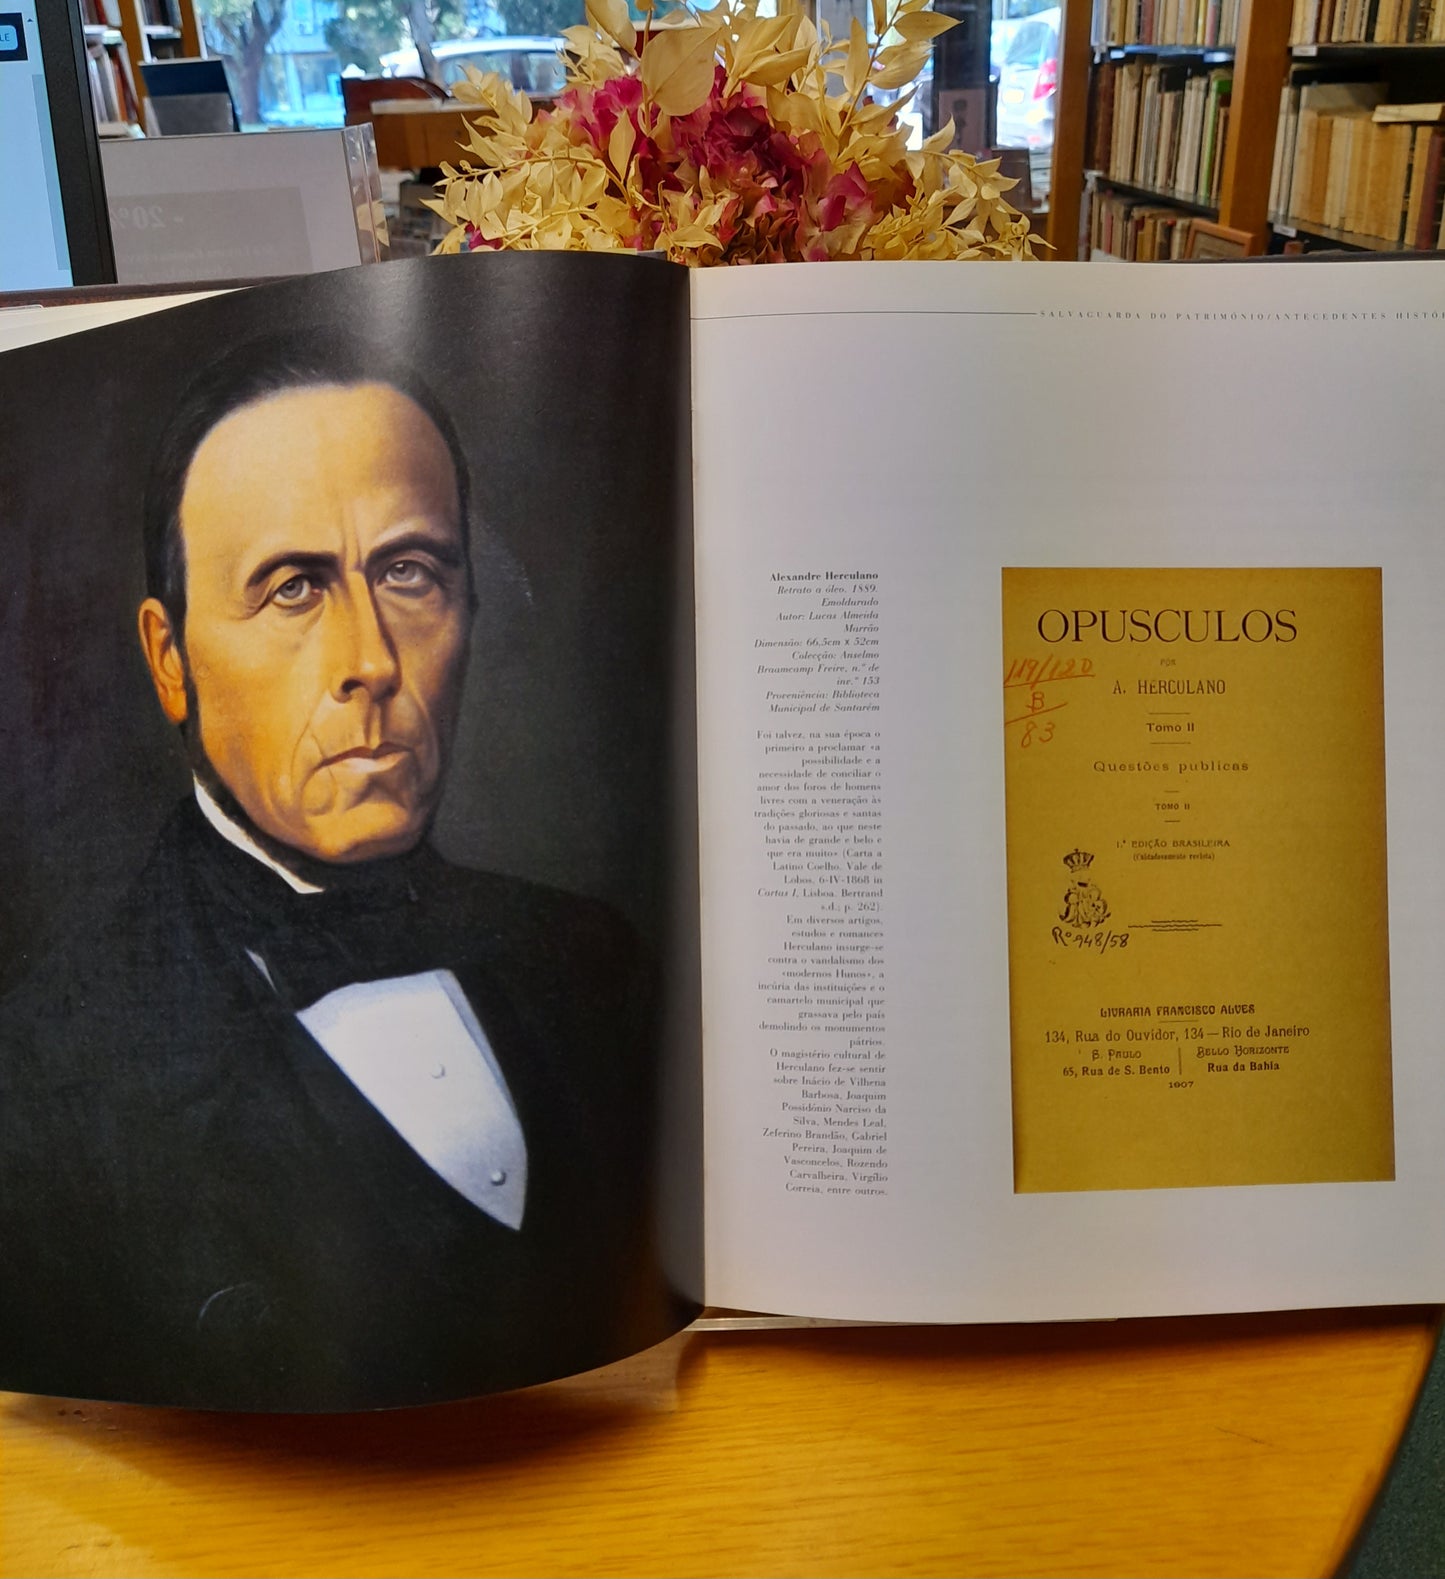 LE
- 20%
SALVAGUARDA DO PATRIMÓNIO/ANTECEDENTES HISTÓ
Alexandre Herculano
Retrato a óleo. 1889.
Emoldurado
Autor: Lucas Almeida
Marrão
Dimensão: 66,5cm x 52cm
Colecção: Anselmo
Braamcamp Freire, n.º de
inv.º 153
Proveniência: Biblioteca
Municipal de Santarém
Foi talvez, na sua época o
primeiro a proclamar «a
possibilidade e a
necessidade de conciliar o
amor dos foros de homens
livres com a veneração às
tradições gloriosas e santas
do passado, ao que neste
havia de grande e belo e
que era muito» (Carta a
Latino Coelho, Vale de
Lobos, 6-IV-1868 in
Cartas I, Lisboa. Bertrand
s.d.; p. 262).
Em diversos artigos,
estudos e romances
Herculano insurge-se
contra o vandalismo dos
«modernos Hunos», a
incúria das instituições e o
camartelo municipal que
grassava pelo país
demolindo os monumentos
pátrios.
O magistério cultural de
Herculano fez-se sentir
sobre Inácio de Vilhena
Barbosa, Joaquim
Possidónio Narciso da
Silva, Mendes Leal,
Zeferino Brandão, Gabriel
Pereira, Joaquim de
Vasconcelos, Rozendo
Carvalheira, Virgílio
Correia, entre outros.
OPUSCULOS
POR
A. HERCULANO
119/120
B
83
Tomo II
Questões publicas
TOMO II
1.ª EDIÇÃO BRASILEIRA
(Cuidadosamente revista)
Rº 948/58
LIVRARIA FRANCISCO ALVES
134, Rua do Ouvidor, 134 — Rio de Janeiro
S. PAULO
65, Rua de S. Bento
BELLO HORIZONTE
Rua da Bahia
1907